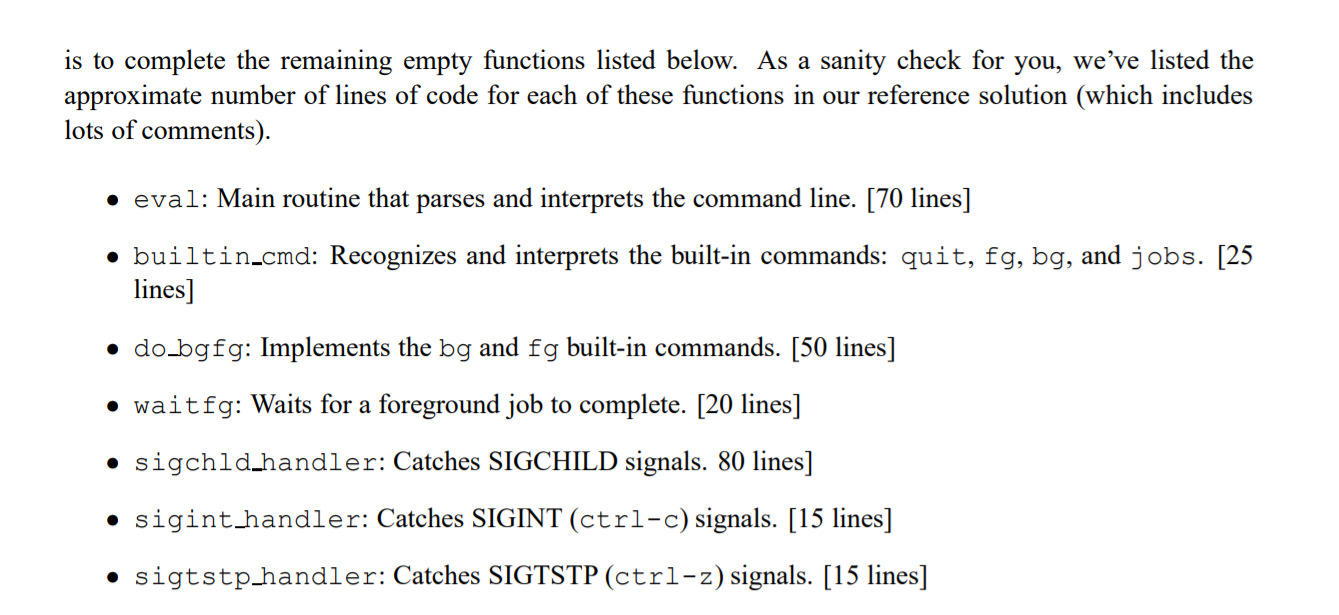 is to complete the remaining empty functions listed below. As a sanity check for you, we’ve listed the
approximate number of lines of code for each of these functions in our reference solution (which includes
lots of comments).
• eval: Main routine that parses and interprets the command line. [70 lines]
• builtin_cmd: Recognizes and interprets the built-in commands: quit, fg, bg, and jobs. [25
lines]
• do_bgfg: Implements the bg and fg built-in commands. [50 lines]
• waitfg: Waits for a foreground job to complete. [20 lines]
• sigchld_handler: Catches SIGCHILD signals. 80 lines]
• sigint_handler: Catches SIGINT (ctrl-c) signals. [15 lines]
• sigtstp_handler: Catches SIGTSTP (ctrl-z) signals. [15 lines]